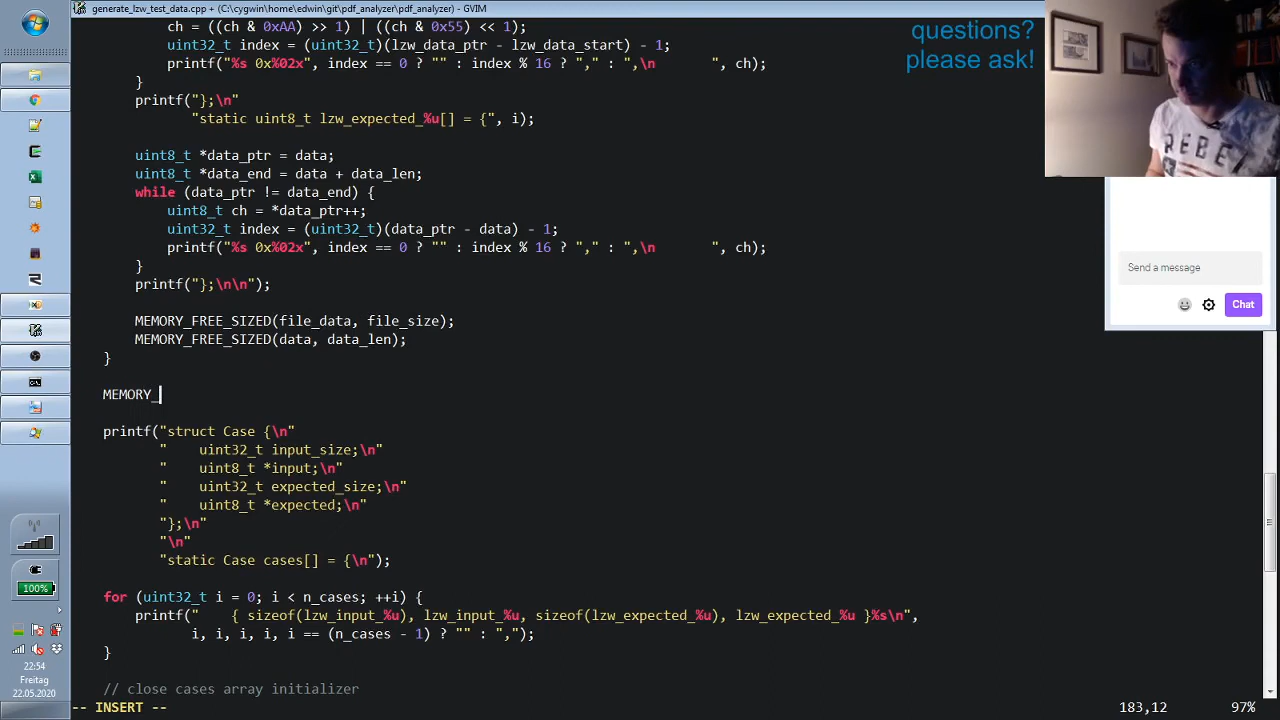 generate_lzw_test_data.cpp + (C:\cygwin\home\edwin\git\pdf_analyzer\pdf_analyzer) - GVIM
ch = ((ch & 0xAA) >> 1) | ((ch & 0x55) << 1);
uint32_t index = (uint32_t)(lzw_data_ptr - lzw_data_start) - 1;
printf("%s 0x%02x", index == 0 ? "" : index % 16 ? "," : ",\n       ", ch);
}
printf("};\n"
"static uint8_t lzw_expected_%u[] = {", i);
uint8_t *data_ptr = data;
uint8_t *data_end = data + data_len;
while (data_ptr != data_end) {
uint8_t ch = *data_ptr++;
uint32_t index = (uint32_t)(data_ptr - data) - 1;
printf("%s 0x%02x", index == 0 ? "" : index % 16 ? "," : ",\n       ", ch);
}
printf("};\n\n");
MEMORY_FREE_SIZED(file_data, file_size);
MEMORY_FREE_SIZED(data, data_len);
}
MEMORY_
printf("struct Case {\n"
"    uint32_t input_size;\n"
"    uint8_t *input;\n"
"    uint32_t expected_size;\n"
"    uint8_t *expected;\n"
"};\n"
"\n"
"static Case cases[] = {\n");
for (uint32_t i = 0; i < n_cases; ++i) {
printf("    { sizeof(lzw_input_%u), lzw_input_%u, sizeof(lzw_expected_%u), lzw_expected_%u }%s\n",
i, i, i, i, i == (n_cases - 1) ? "" : ",");
}
// close cases array initializer
-- INSERT --
183,12
97%
questions?
please ask!
REBE
Send a message
Chat
100%
22:54
Freitag
22.05.2020